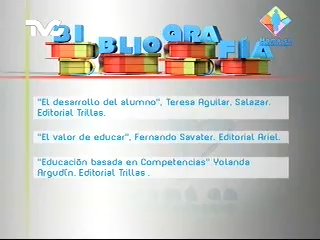 TVC
BIBLIOGRAFÍA
"El desarrollo del alumno", Teresa Aguilar. Salazar.
Editorial Trillas.
"El valor de educar", Fernando Savater. Editorial Ariel.
"Educación basada en Competencias" Yolanda
Argudín. Editorial Trillas .